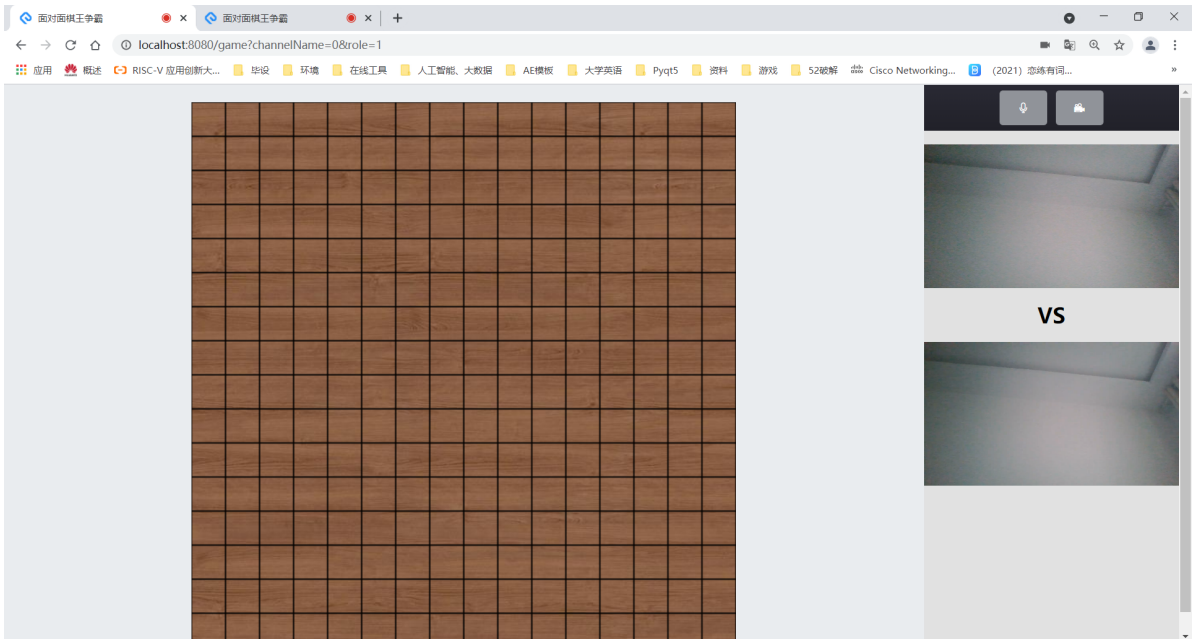 面对面棋王争霸 面对面棋王争霸
localhost:8080/game?channelName=0&role=1
应用 概述 RISC-V 应用创新大... 毕设 环境 在线工具 人工智能、大数据 AE模板 大学英语 Pyqt5 资料 游戏 52破解 Cisco Networking... (2021) 恋练有词... »
VS